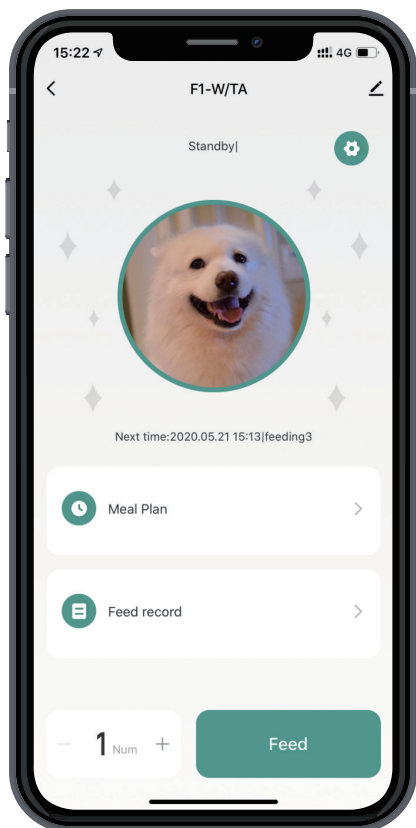 15:22 4G
F1-W/TA
Standby|
Next time:2020.05.21 15:13|feeding3
Meal Plan
Feed record
1 Num +
Feed